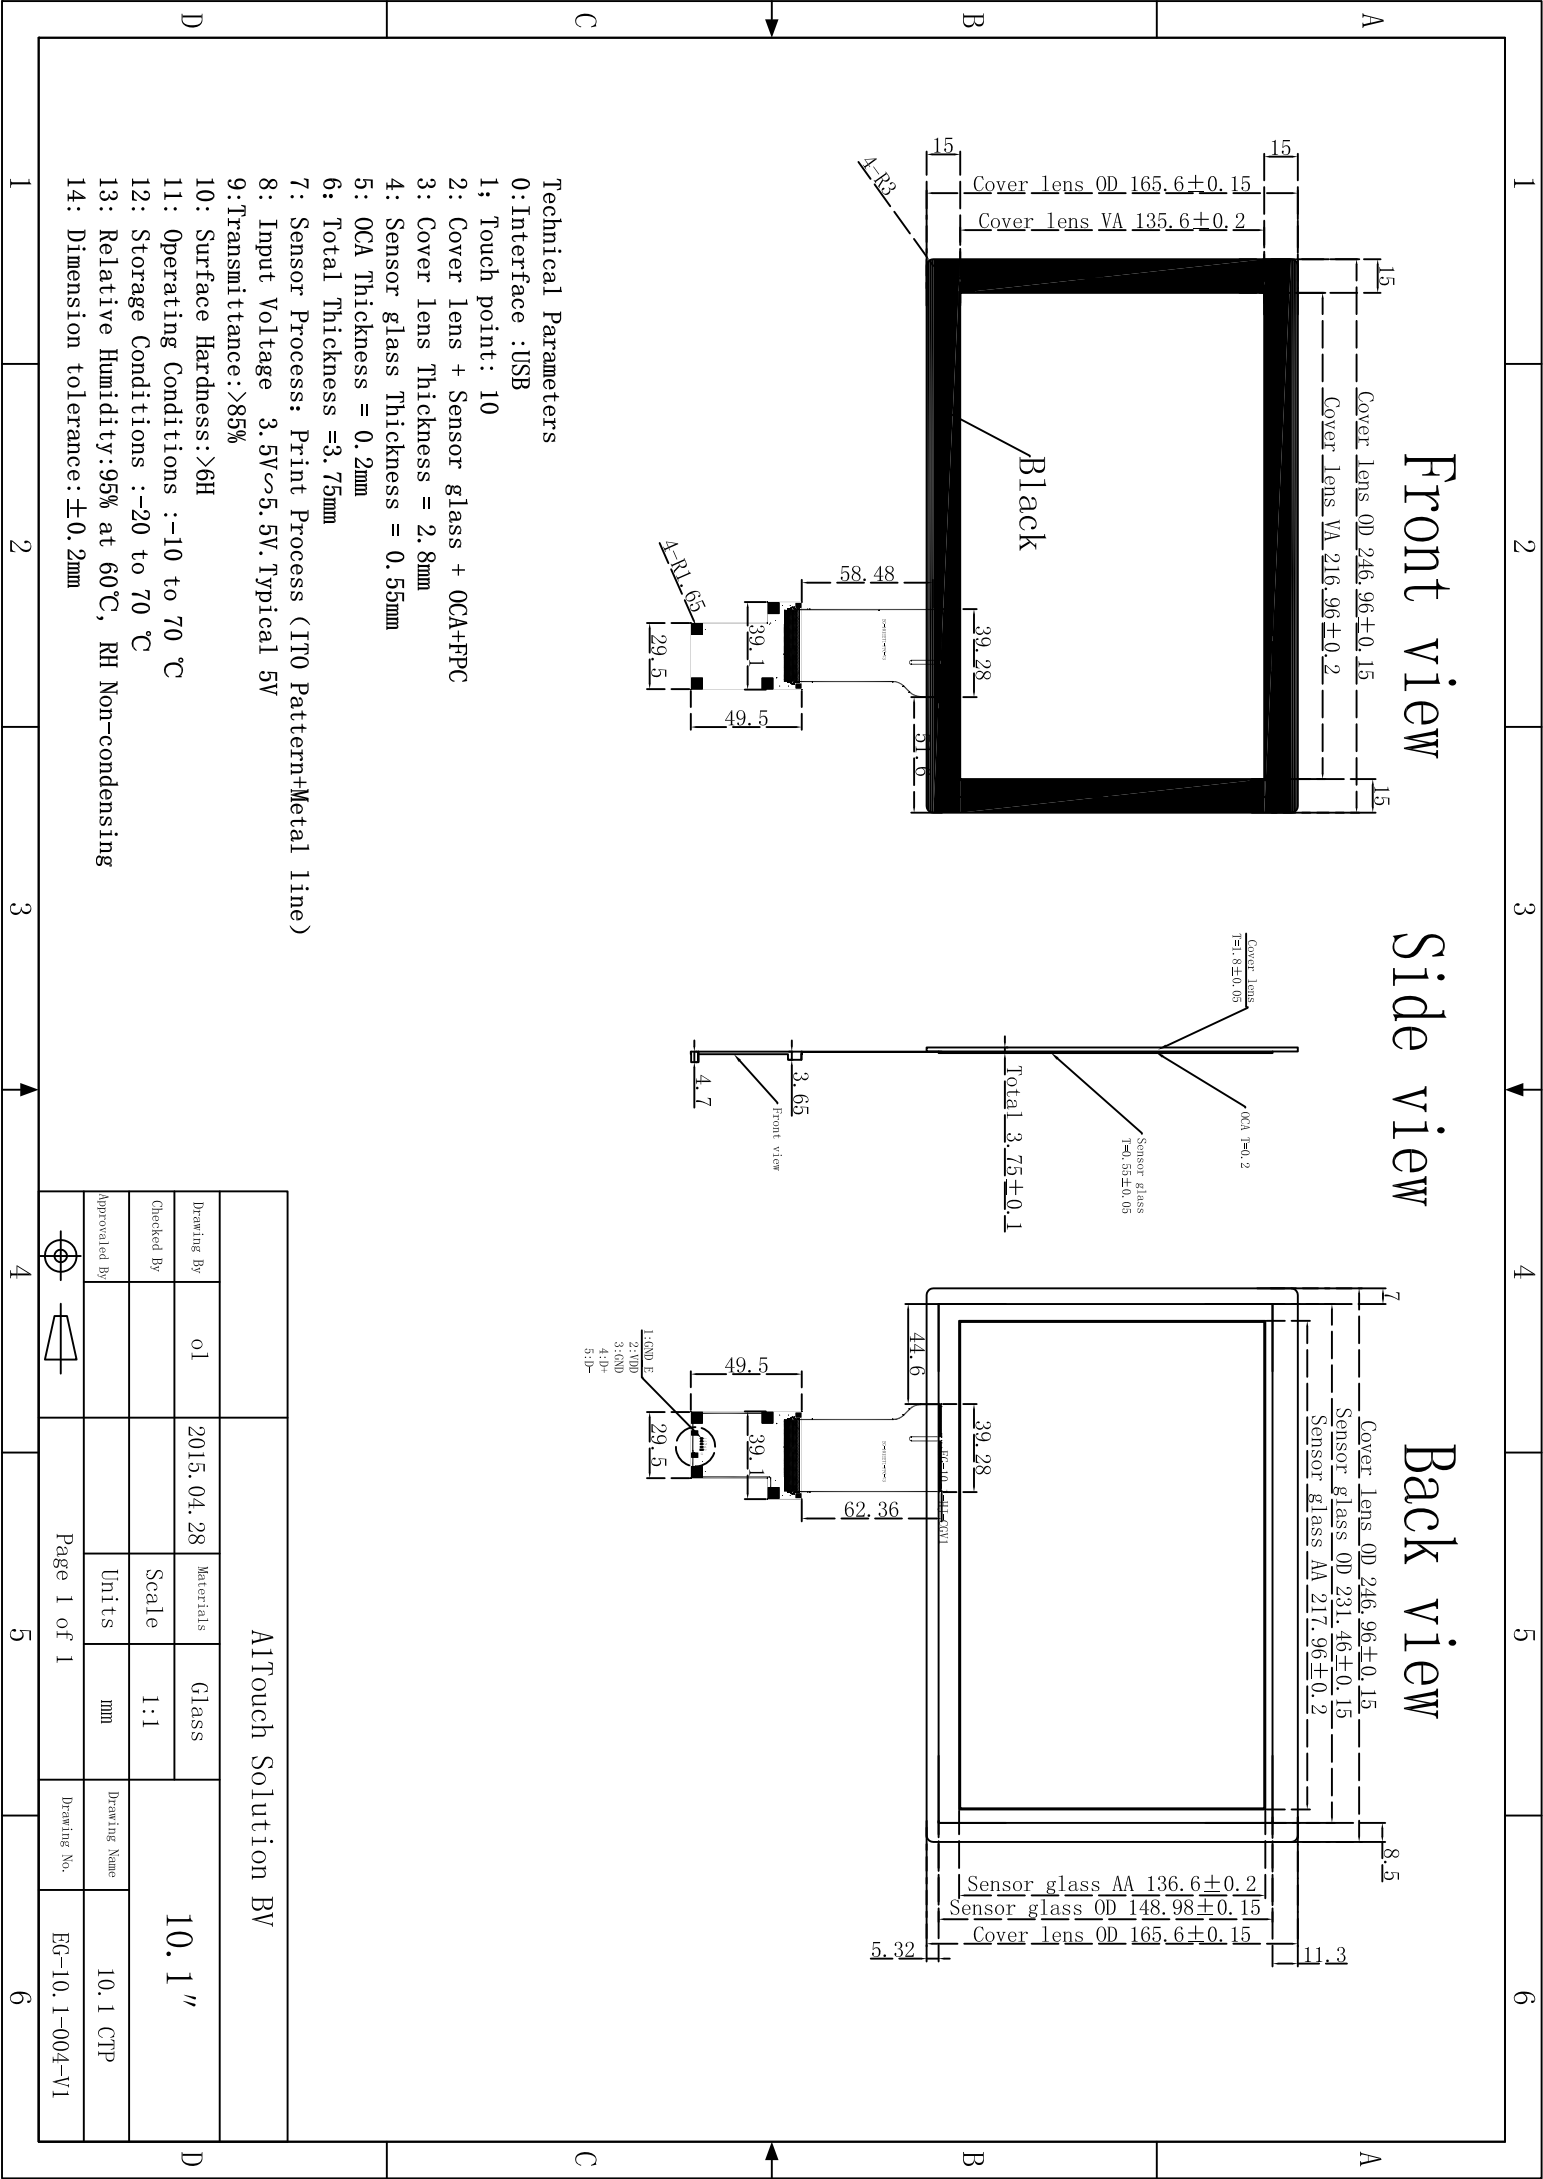 1
2
3
4
5
6
A
B
C
D
Front view
Side view
Back view
Cover lens OD 246.96±0.15
Cover lens VA 216.96±0.2
15
15
15
15
Cover lens OD 165.6±0.15
Cover lens VA 135.6±0.2
4-R3
Black
39.28
51.6
58.48
39.1
29.5
49.5
4-R1.65
Cover lens
T=1.8±0.05
OCA T=0.2
Sensor glass
T=0.55±0.05
Total 3.75±0.1
3.65
4.7
Front view
7
8.5
Cover lens OD 246.96±0.15
Sensor glass OD 231.46±0.15
Sensor glass AA 217.96±0.2
Sensor glass AA 136.6±0.2
Sensor glass OD 148.98±0.15
Cover lens OD 165.6±0.15
11.3
5.32
44.6
39.28
62.36
49.5
39.1
29.5
1:GND E
2:VDD
3:GND
4:D+
5:D-
Technical Parameters
0:Interface :USB
1; Touch point: 10
2: Cover lens + Sensor glass + OCA+FPC
3: Cover lens Thickness = 2.8mm
4: Sensor glass Thickness = 0.55mm
5: OCA Thickness = 0.2mm
6: Total Thickness =3.75mm
7: Sensor Process: Print Process (ITO Pattern+Metal line)
8: Input Voltage 3.5V~5.5V.Typical 5V
9:Transmittance:>85%
10: Surface Hardness:>6H
11: Operating Conditions :-10 to 70 ℃
12: Storage Conditions :-20 to 70 ℃
13: Relative Humidity:95% at 60℃, RH Non-condensing
14: Dimension tolerance:±0.2mm
A1Touch Solution BV
Drawing By
ol
2015.04.28
Materials
Glass
10.1"
Checked By
Scale
1:1
Approvaled By
Units
mm
Drawing Name
10.1 CTP
Page 1 of 1
Drawing No.
EG-10.1-004-V1
A
B
C
D
1
2
3
4
5
6